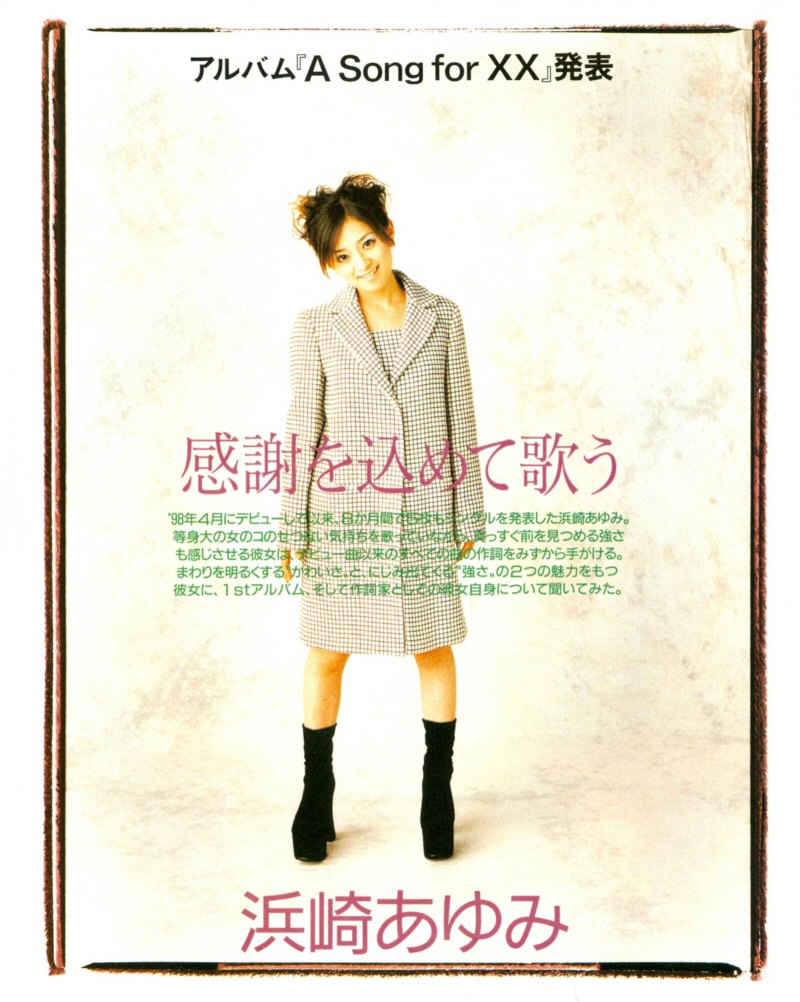 アルバム『A Song for XX』発表
感謝を込めて歌う
'98年4月にデビューして以来、8か月間で5枚もシングルを発表した浜崎あゆみ。
等身大の女のコのせつない気持ちを歌っていながら、真っすぐ前を見つめる強さ
も感じさせる彼女は、デビュー曲以来のすべての曲の作詞をみずから手がける。
まわりを明るくする“かわいさ”と、にじみ出てくる“強さ”の2つの魅力をもつ
彼女に、1stアルバム、そして作詞家としての彼女自身について聞いてみた。
浜崎あゆみ